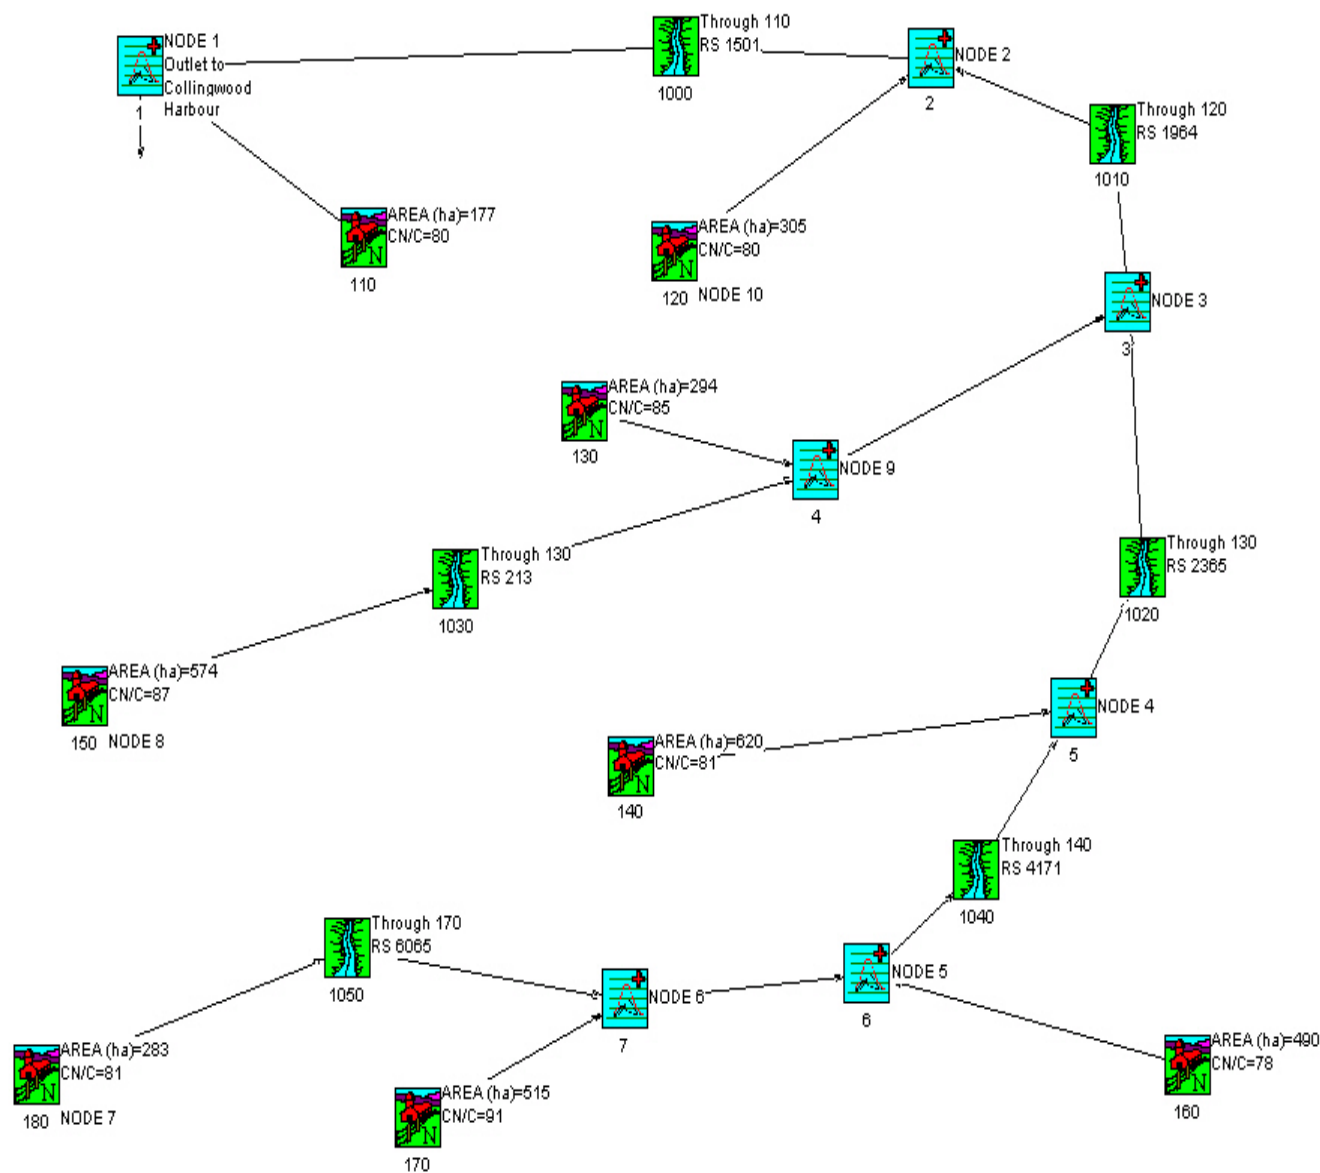 NODE 1
Outlet to
Collingwood
Harbour
1
Through 110
RS 1501
1000
NODE 2
2
Through 120
RS 1964
1010
AREA (ha)=177
CN/C=80
110
AREA (ha)=305
CN/C=80
120 NODE 10
NODE 3
3
AREA (ha)=294
CN/C=85
130
NODE 9
4
Through 130
RS 213
1030
Through 130
RS 2365
1020
AREA (ha)=574
CN/C=87
150 NODE 8
NODE 4
5
AREA (ha)=620
CN/C=81
140
Through 140
RS 4171
1040
Through 170
RS 6065
1050
NODE 6
7
NODE 5
6
AREA (ha)=283
CN/C=81
180 NODE 7
AREA (ha)=515
CN/C=91
170
AREA (ha)=490
CN/C=78
160
N
N
N
N
N
N
N
N